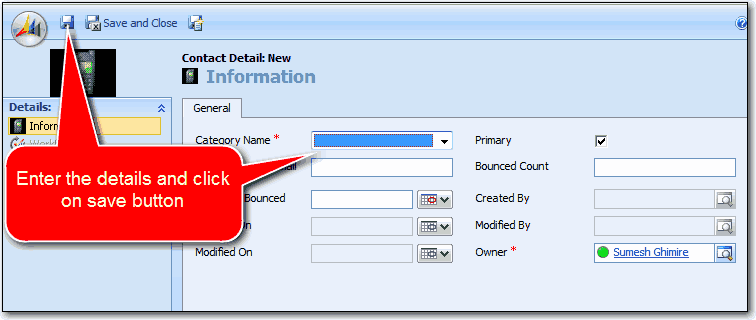 Save and Close
Contact Detail: New
Information
Details:
General
Category Name *
Primary
Bounced Count
Bounced
Created By
Modified By
Modified On
Owner *
Sumesh Ghimire
Enter the details and click
on save button